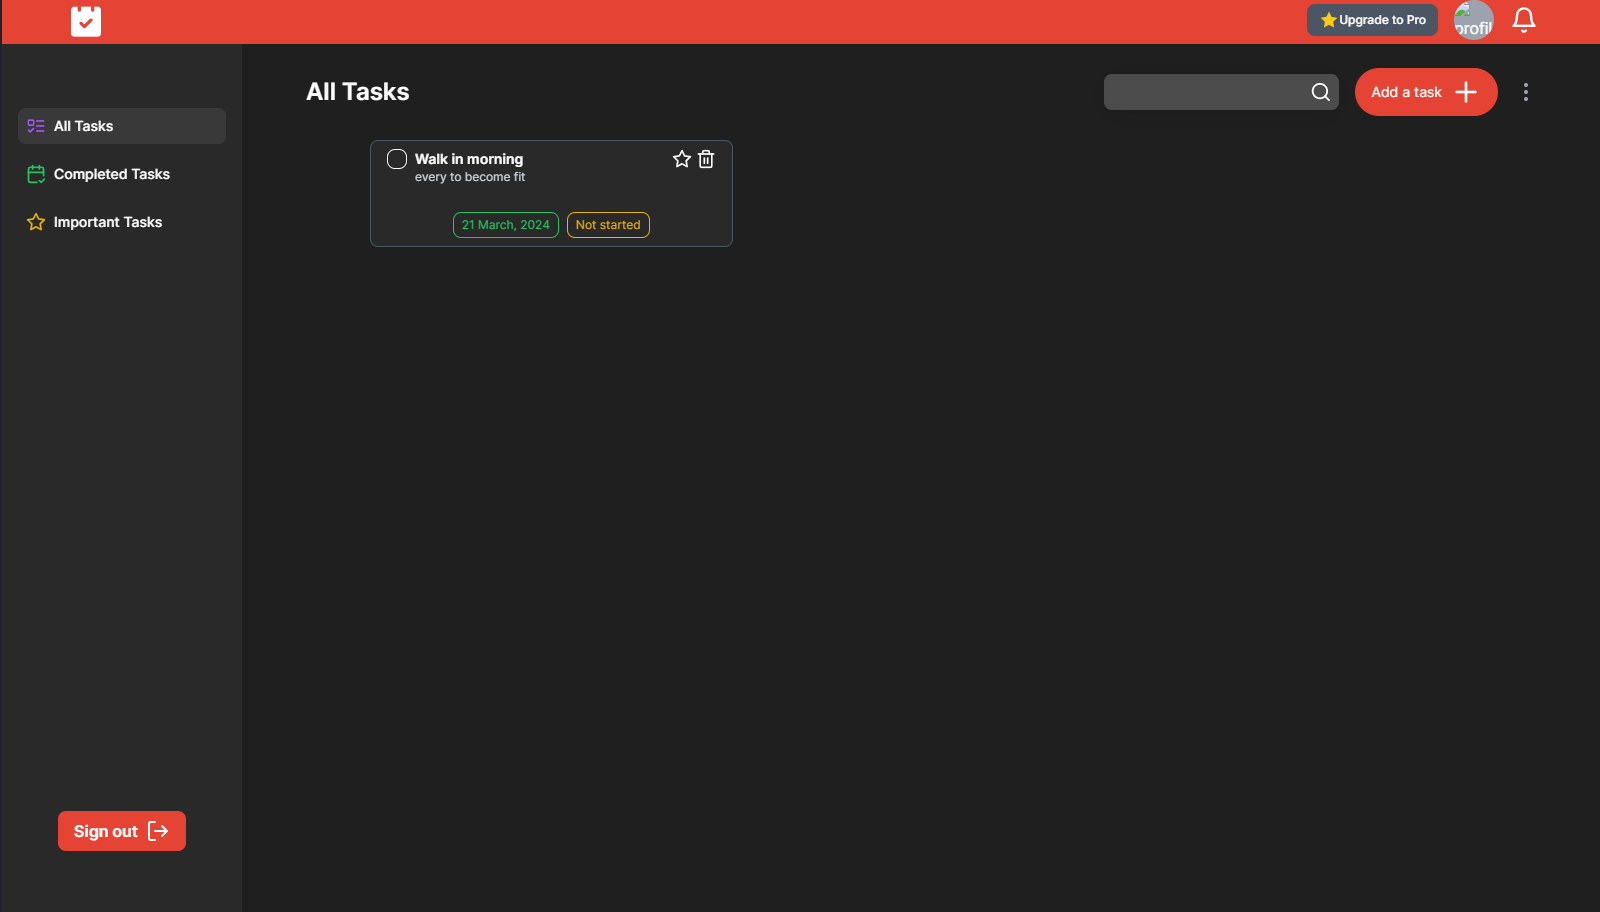 Upgrade to Pro
profil
All Tasks
Completed Tasks
Important Tasks
Sign out
All Tasks
Add a task
Walk in morning
every to become fit
21 March, 2024
Not started